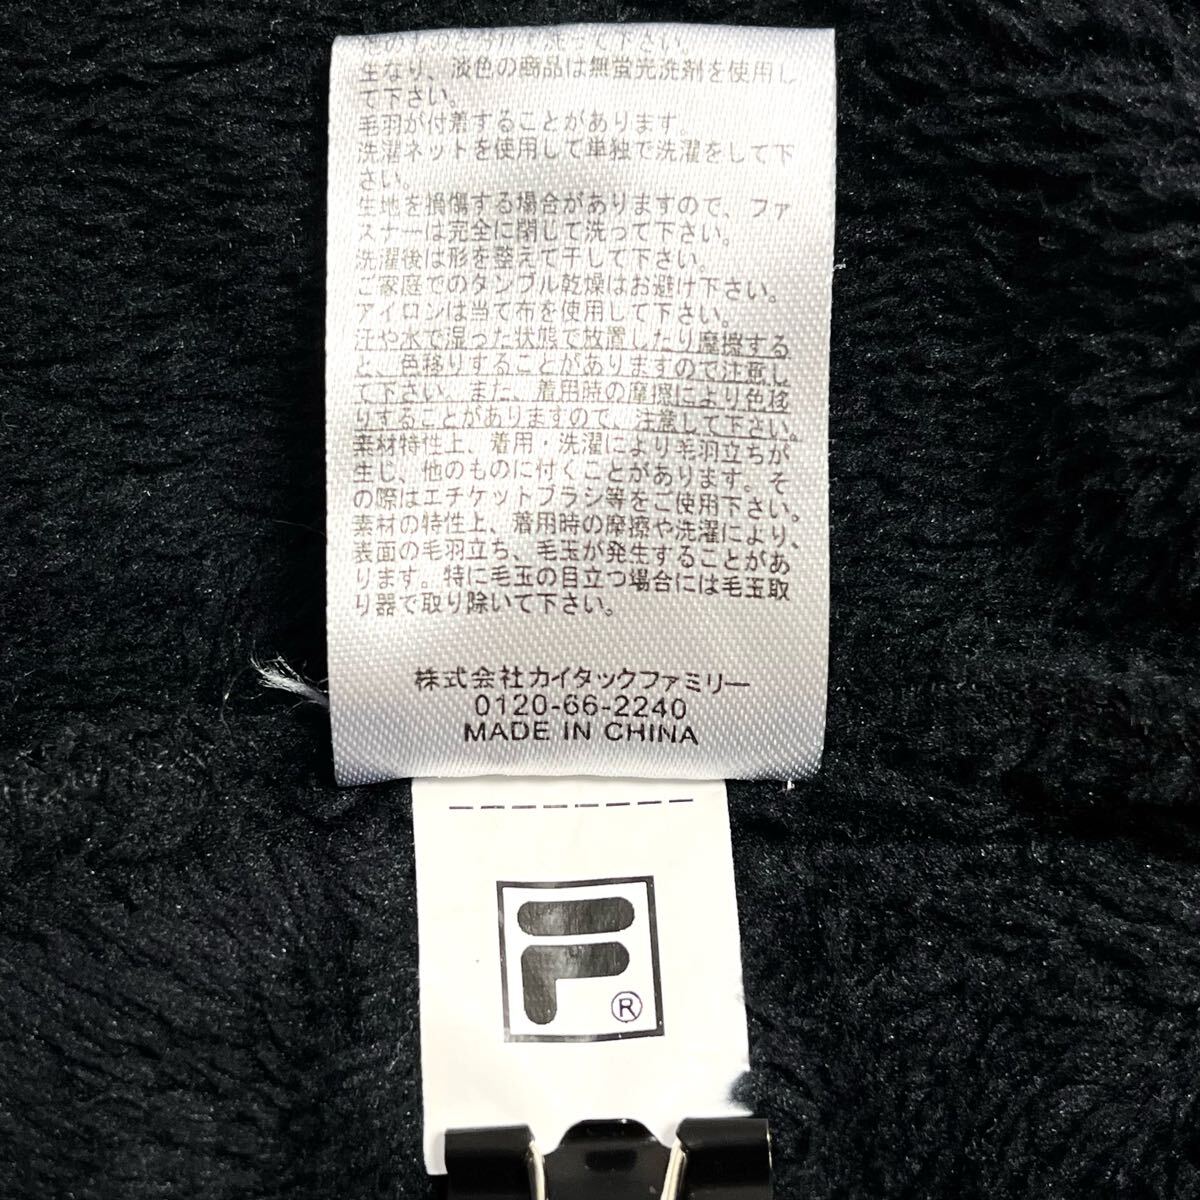 他のものと分けて洗って下さい。
生なり、淡色の商品は無蛍光洗剤を使用し
て下さい。
毛羽が付着することがあります。
洗濯ネットを使用して単独で洗濯をして下
さい。
生地を損傷する場合がありますので、ファ
スナーは完全に閉じて洗って下さい。
洗濯後は形を整えて干して下さい。
ご家庭でのタンブル乾燥はお避け下さい。
アイロンは当て布を使用して下さい。
汗や水で湿った状態で放置したり摩擦する
と、色移りすることがありますので注意し
て下さい。また、着用時の摩擦により色移
りすることがありますので、注意して下さい。
素材特性上、着用・洗濯により毛羽立ちが
生じ、他のものに付くことがあります。そ
の際はエチケットブラシ等をご使用下さい。
素材の特性上、着用時の摩擦や洗濯により、
表面の毛羽立ち、毛玉が発生することがあ
ります。特に毛玉の目立つ場合には毛玉取
り器で取り除いて下さい。
株式会社カイタックファミリー
0120-66-2240
MADE IN CHINA
F
®